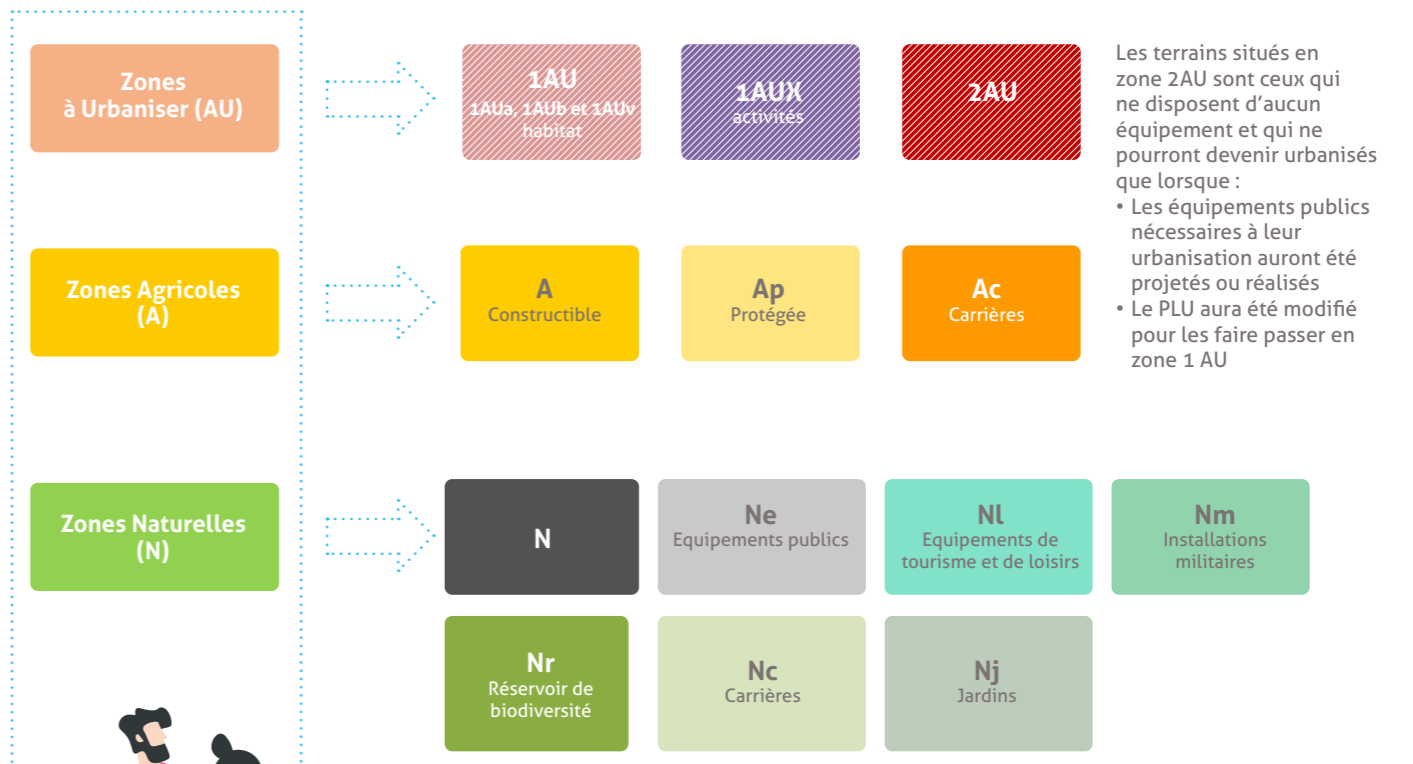 Zones
à Urbaniser (AU)
1AU
1AUa, 1AUb et 1AUv
habitat
1AUX
activités
2AU
Les terrains situés en
zone 2AU sont ceux qui
ne disposent d'aucun
équipement et qui ne
pourront devenir urbanisés
que lorsque :
• Les équipements publics
nécessaires à leur
urbanisation auront été
projetés ou réalisés
• Le PLU aura été modifié
pour les faire passer en
zone 1 AU
Zones Agricoles
(A)
A
Constructible
Ap
Protégée
Ac
Carrières
Zones Naturelles
(N)
N
Ne
Equipements publics
Nl
Equipements de
tourisme et de loisirs
Nm
Installations
militaires
Nr
Réservoir de
biodiversité
Nc
Carrières
Nj
Jardins